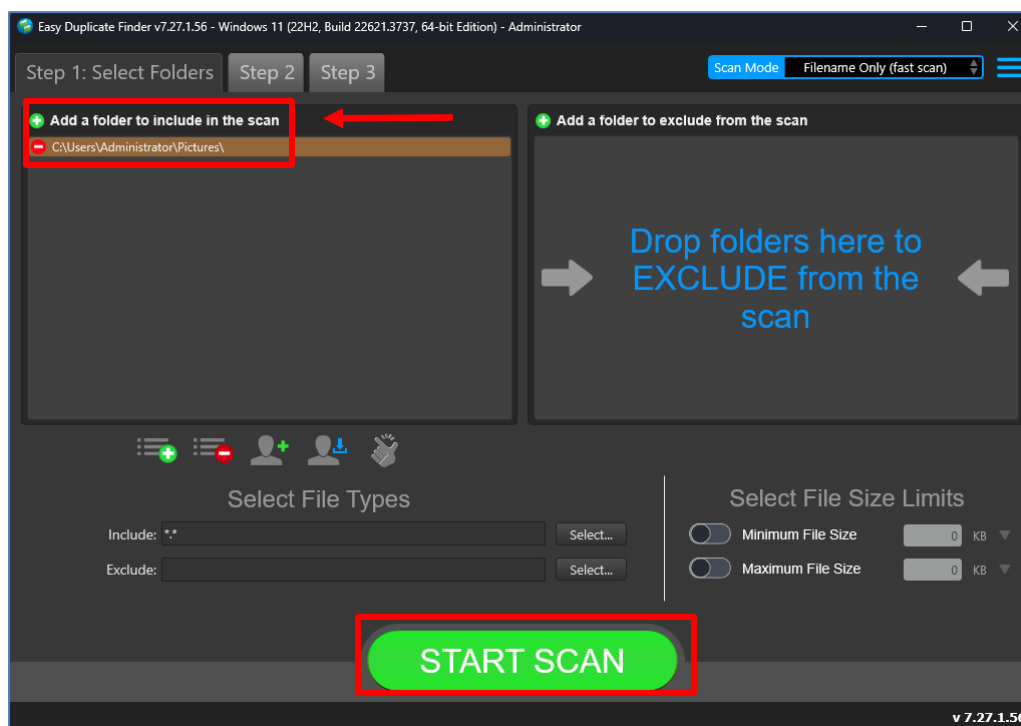 Easy Duplicate Finder v7.27.1.56 - Windows 11 (22H2, Build 22621.3737, 64-bit Edition) - Administrator
Step 1: Select Folders
Step 2
Step 3
Scan Mode
Filename Only (fast scan)
Add a folder to include in the scan
C:\Users\Administrator\Pictures\
Add a folder to exclude from the scan
Drop folders here to
EXCLUDE from the
scan
Select File Types
Include: *.*
Select...
Exclude:
Select...
Select File Size Limits
Minimum File Size
0 KB
Maximum File Size
0 KB
START SCAN
v 7.27.1.56